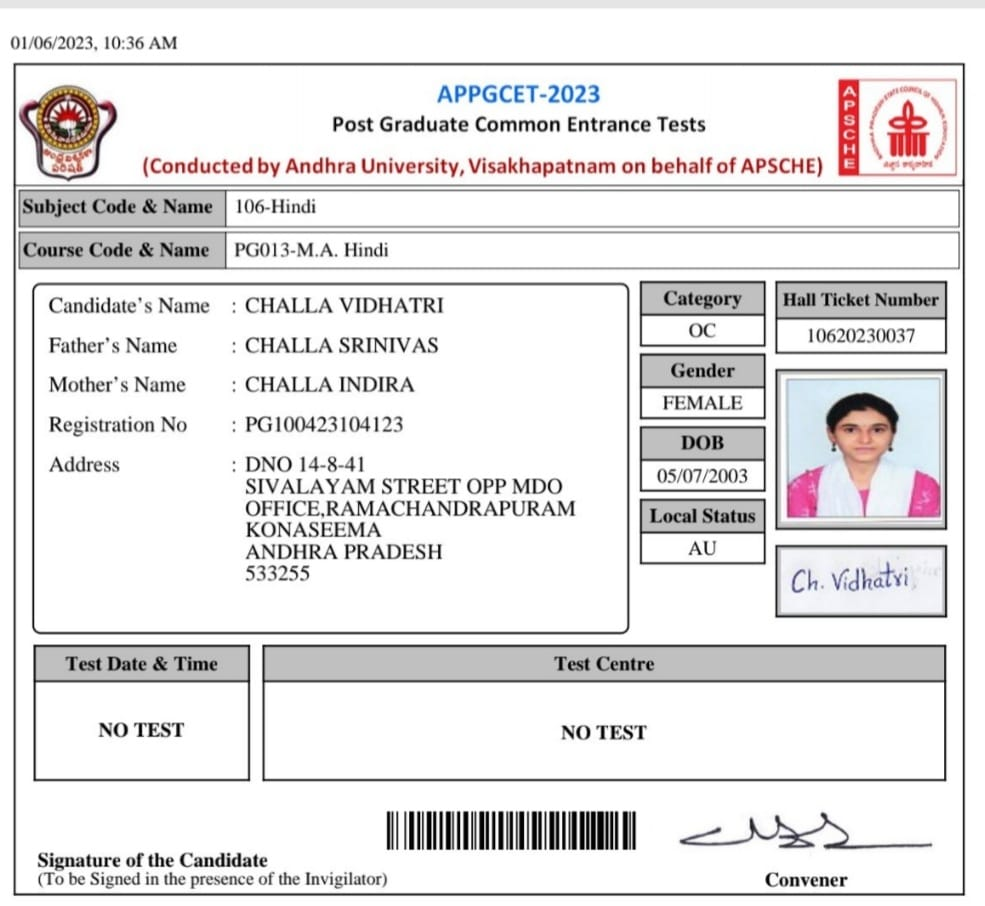 01/06/2023, 10:36 AM
APPGCET-2023
Post Graduate Common Entrance Tests
(Conducted by Andhra University, Visakhapatnam on behalf of APSCHE)
APSCHE
Subject Code & Name 106-Hindi
Course Code & Name PG013-M.A. Hindi
Candidate's Name : CHALLA VIDHATRI
Father's Name : CHALLA SRINIVAS
Mother's Name : CHALLA INDIRA
Registration No : PG100423104123
Address : DNO 14-8-41
SIVALAYAM STREET OPP MDO
OFFICE,RAMACHANDRAPURAM
KONASEEMA
ANDHRA PRADESH
533255
Category
OC
Gender
FEMALE
DOB
05/07/2003
Local Status
AU
Hall Ticket Number
10620230037
Ch. Vidhatri
Test Date & Time
NO TEST
Test Centre
NO TEST
Signature of the Candidate
(To be Signed in the presence of the Invigilator)
Convener